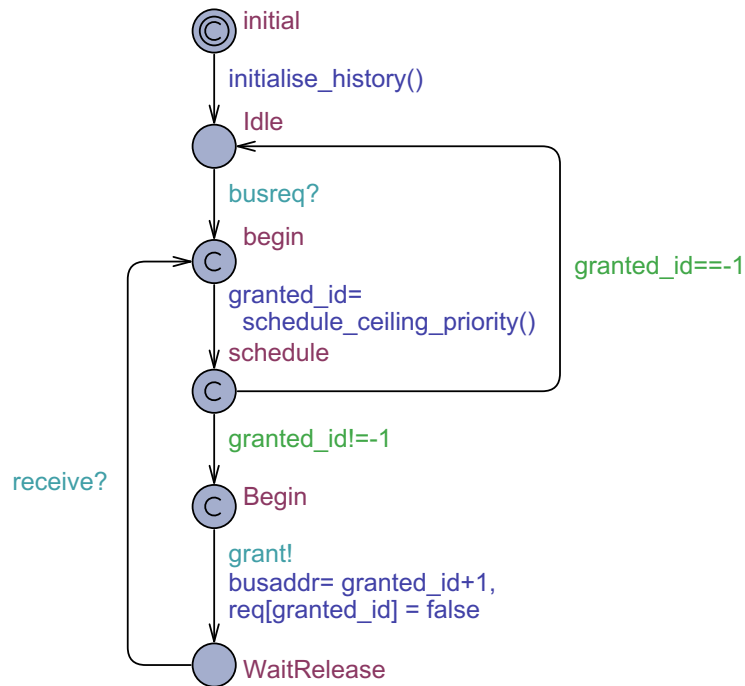 initial
initialise_history()
Idle
busreq?
begin
granted_id==-1
granted_id=
schedule_ceiling_priority()
schedule
granted_id!=-1
receive?
Begin
grant!
busaddr= granted_id+1,
req[granted_id] = false
WaitRelease